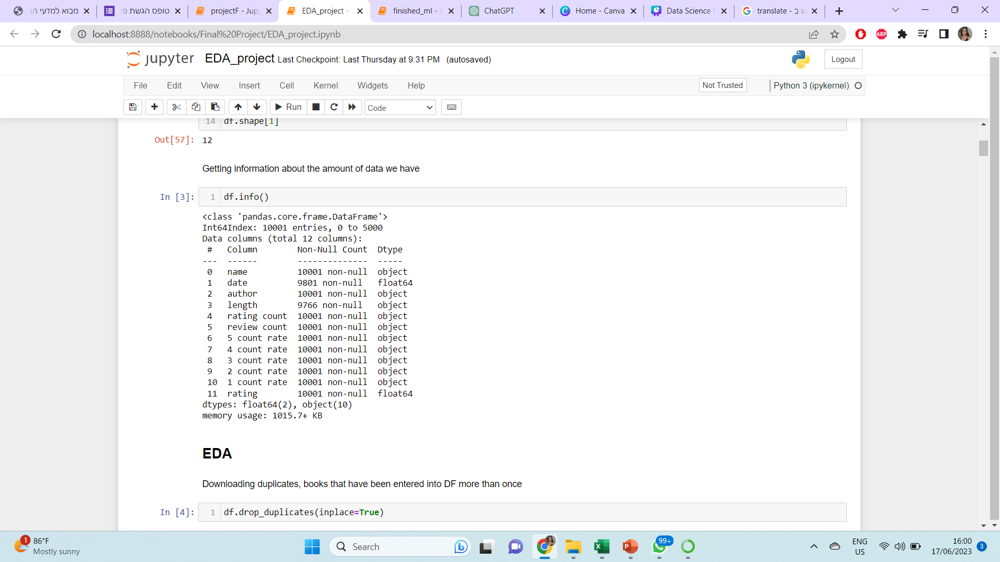 מבוא למדעי הנ
טופס הגשת פר
projectF - Jupy
EDA_project -
finished_ml - J
ChatGPT
Home - Canva
Data Science P
translate - ש ב
localhost:8888/notebooks/Final%20Project/EDA_project.ipynb
ABP
jupyter EDA_project Last Checkpoint: Last Thursday at 9:31 PM (autosaved)
Logout
File Edit View Insert Cell Kernel Widgets Help
Not Trusted
Python 3 (ipykernel)
Run
Code
14 df.shape[1]
Out[57]: 12
Getting information about the amount of data we have
In [3]: 1 df.info()
<class 'pandas.core.frame.DataFrame'>
Int64Index: 10001 entries, 0 to 5000
Data columns (total 12 columns):
# Column Non-Null Count Dtype
--- ------ -------------- -----
0 name 10001 non-null object
1 date 9801 non-null float64
2 author 10001 non-null object
3 length 9766 non-null object
4 rating count 10001 non-null object
5 review count 10001 non-null object
6 5 count rate 10001 non-null object
7 4 count rate 10001 non-null object
8 3 count rate 10001 non-null object
9 2 count rate 10001 non-null object
10 1 count rate 10001 non-null object
11 rating 10001 non-null float64
dtypes: float64(2), object(10)
memory usage: 1015.7+ KB
EDA
Downloading duplicates, books that have been entered into DF more than once
In [4]: 1 df.drop_duplicates(inplace=True)
1
86°F
Mostly sunny
Search
99+
ENG
US
16:00
17/06/2023
3